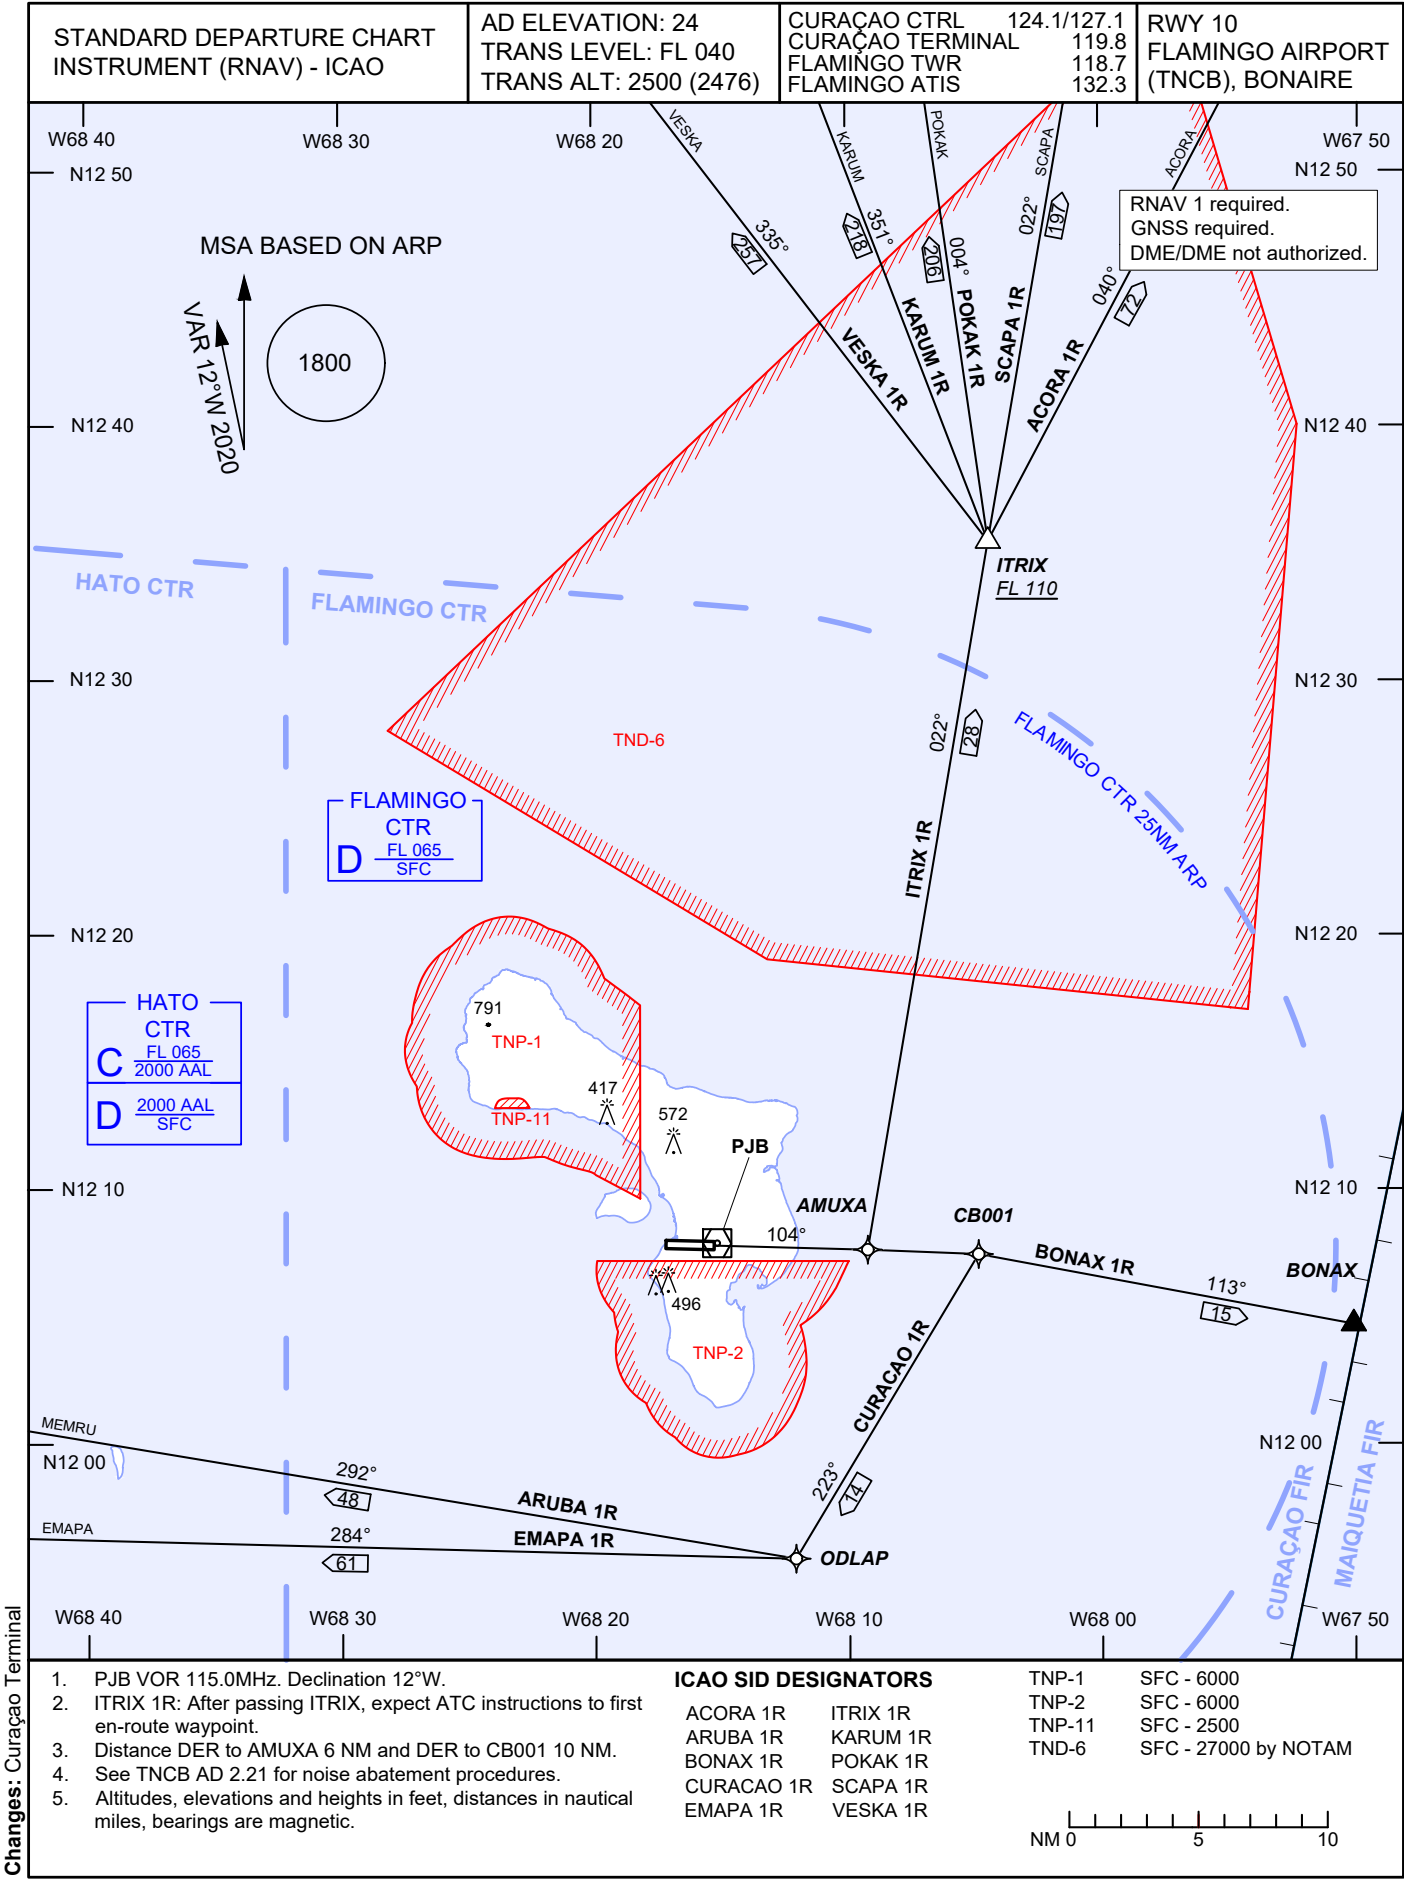 STANDARD DEPARTURE CHART
INSTRUMENT (RNAV) - ICAO
AD ELEVATION: 24
TRANS LEVEL: FL 040
TRANS ALT: 2500 (2476)
CURAÇAO CTRL 124.1/127.1
CURAÇAO TERMINAL 119.8
FLAMINGO TWR 118.7
FLAMINGO ATIS 132.3
RWY 10
FLAMINGO AIRPORT
(TNCB), BONAIRE
W68 40
W68 30
W68 20
W67 50
N12 50
N12 50
VESKA
KARUM
POKAK
SCAPA
ACORA
RNAV 1 required.
GNSS required.
DME/DME not authorized.
MSA BASED ON ARP
1800
VAR 12°W 2020
335°
257
351°
218
004°
206
022°
197
040°
72
VESKA 1R
KARUM 1R
POKAK 1R
SCAPA 1R
ACORA 1R
N12 40
N12 40
ITRIX
FL 110
HATO CTR
FLAMINGO CTR
N12 30
N12 30
TND-6
022°
28
FLAMINGO CTR 25NM ARP
FLAMINGO
CTR
D FL 065
SFC
ITRIX 1R
N12 20
N12 20
HATO
CTR
C FL 065
2000 AAL
D 2000 AAL
SFC
791
TNP-1
417
TNP-11
572
PJB
N12 10
N12 10
AMUXA
CB001
104°
BONAX 1R
BONAX
113°
15
496
TNP-2
CURACAO 1R
223°
14
MEMRU
N12 00
N12 00
292°
48
ARUBA 1R
EMAPA
284°
61
EMAPA 1R
ODLAP
CURAÇAO FIR
MAIQUETIA FIR
W68 40
W68 30
W68 20
W68 10
W68 00
W67 50
1. PJB VOR 115.0MHz. Declination 12°W.
2. ITRIX 1R: After passing ITRIX, expect ATC instructions to first
en-route waypoint.
3. Distance DER to AMUXA 6 NM and DER to CB001 10 NM.
4. See TNCB AD 2.21 for noise abatement procedures.
5. Altitudes, elevations and heights in feet, distances in nautical
miles, bearings are magnetic.
ICAO SID DESIGNATORS
ACORA 1R ITRIX 1R
ARUBA 1R KARUM 1R
BONAX 1R POKAK 1R
CURACAO 1R SCAPA 1R
EMAPA 1R VESKA 1R
TNP-1 SFC - 6000
TNP-2 SFC - 6000
TNP-11 SFC - 2500
TND-6 SFC - 27000 by NOTAM
NM 0 5 10
Changes: Curaçao Terminal